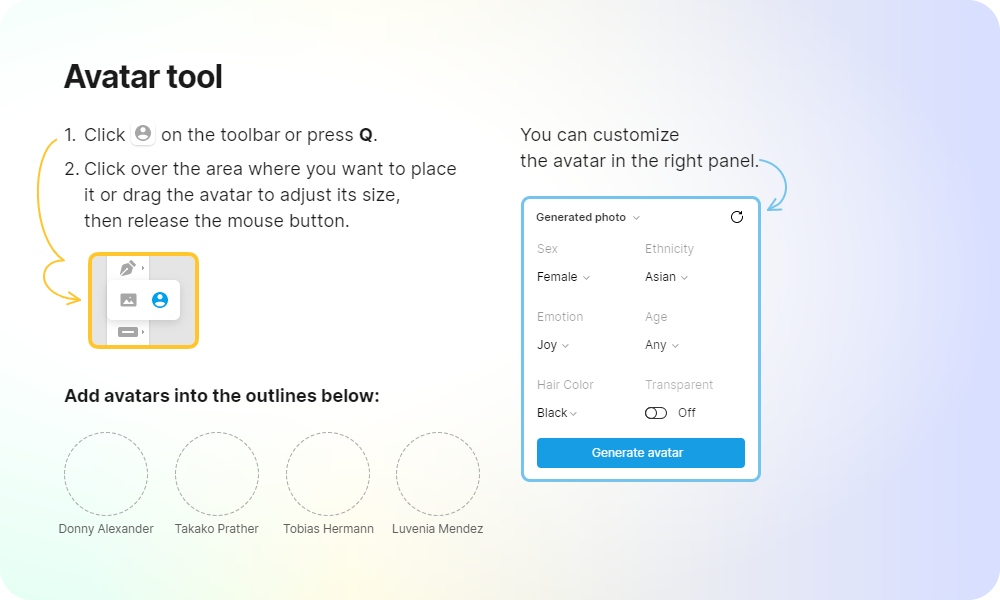 Avatar tool
1. Click on the toolbar or press Q.
2. Click over the area where you want to place
it or drag the avatar to adjust its size,
then release the mouse button.
Add avatars into the outlines below:
Donny Alexander
Takako Prather
Tobias Hermann
Luvenia Mendez
You can customize
the avatar in the right panel.
Generated photo
Sex
Ethnicity
Female
Asian
Emotion
Age
Joy
Any
Hair Color
Transparent
Black
Off
Generate avatar